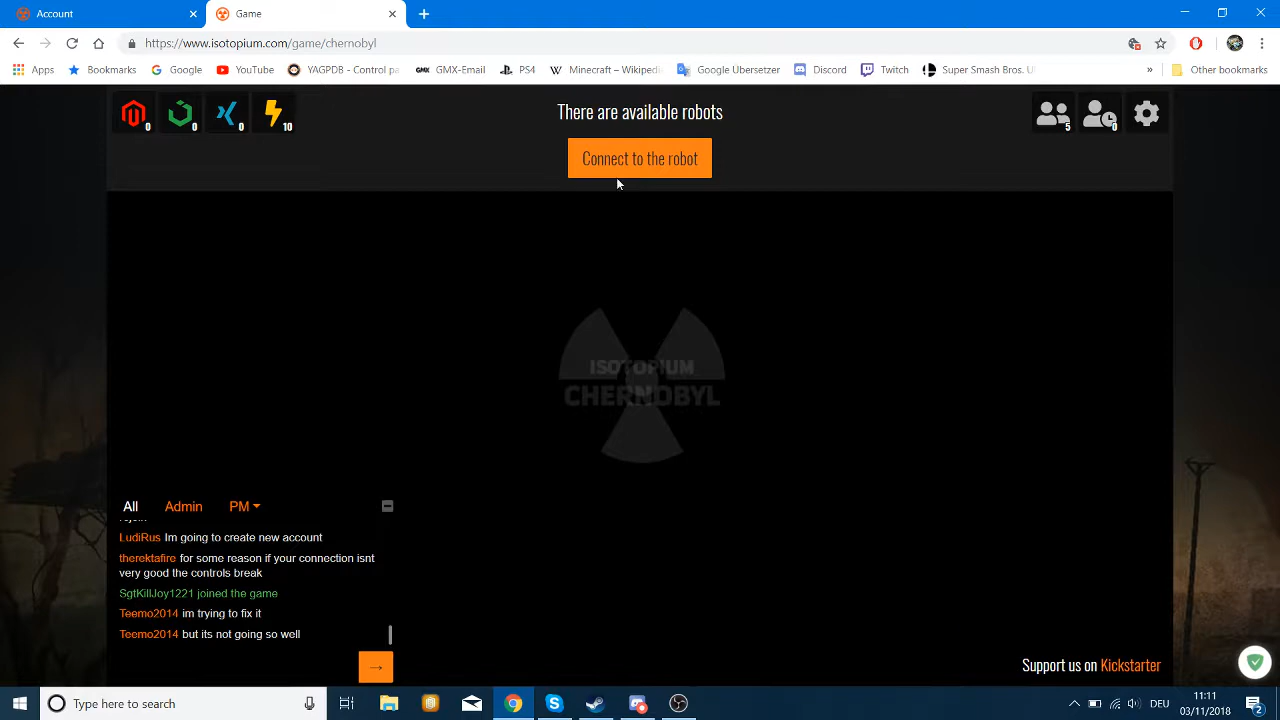 Account
Game
https://www.isotopium.com/game/chernobyl
Apps
Bookmarks
Google
YouTube
YAGPDB - Control pa
GMX
GMX-Email
PS4
W
Minecraft – Wikipedi
Google Übersetzer
Discord
Twitch
Super Smash Bros. U
»
Other bookmarks
0
0
0
10
There are available robots
5
0
Connect to the robot
ISOTOPIUM
CHERNOBYL
All
Admin
PM
LudiRus Im going to create new account
therektafire for some reason if your connection isnt
very good the controls break
SgtKillJoy1221 joined the game
Teemo2014 im trying to fix it
Teemo2014 but its not going so well
→
Support us on Kickstarter
Type here to search
DEU
11:11
03/11/2018
2